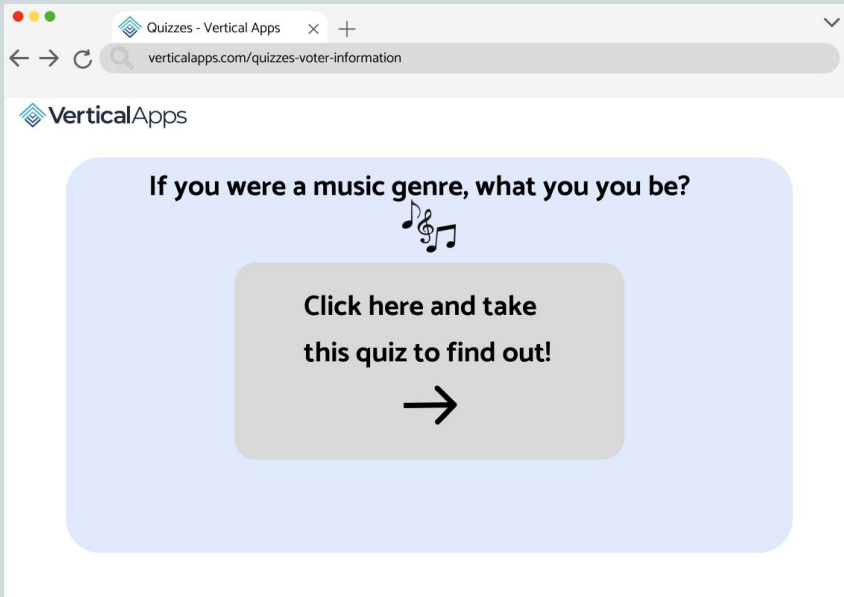 Quizzes - Vertical Apps
verticalapps.com/quizzes-voter-information
VerticalApps
If you were a music genre, what you you be?
Click here and take
this quiz to find out!